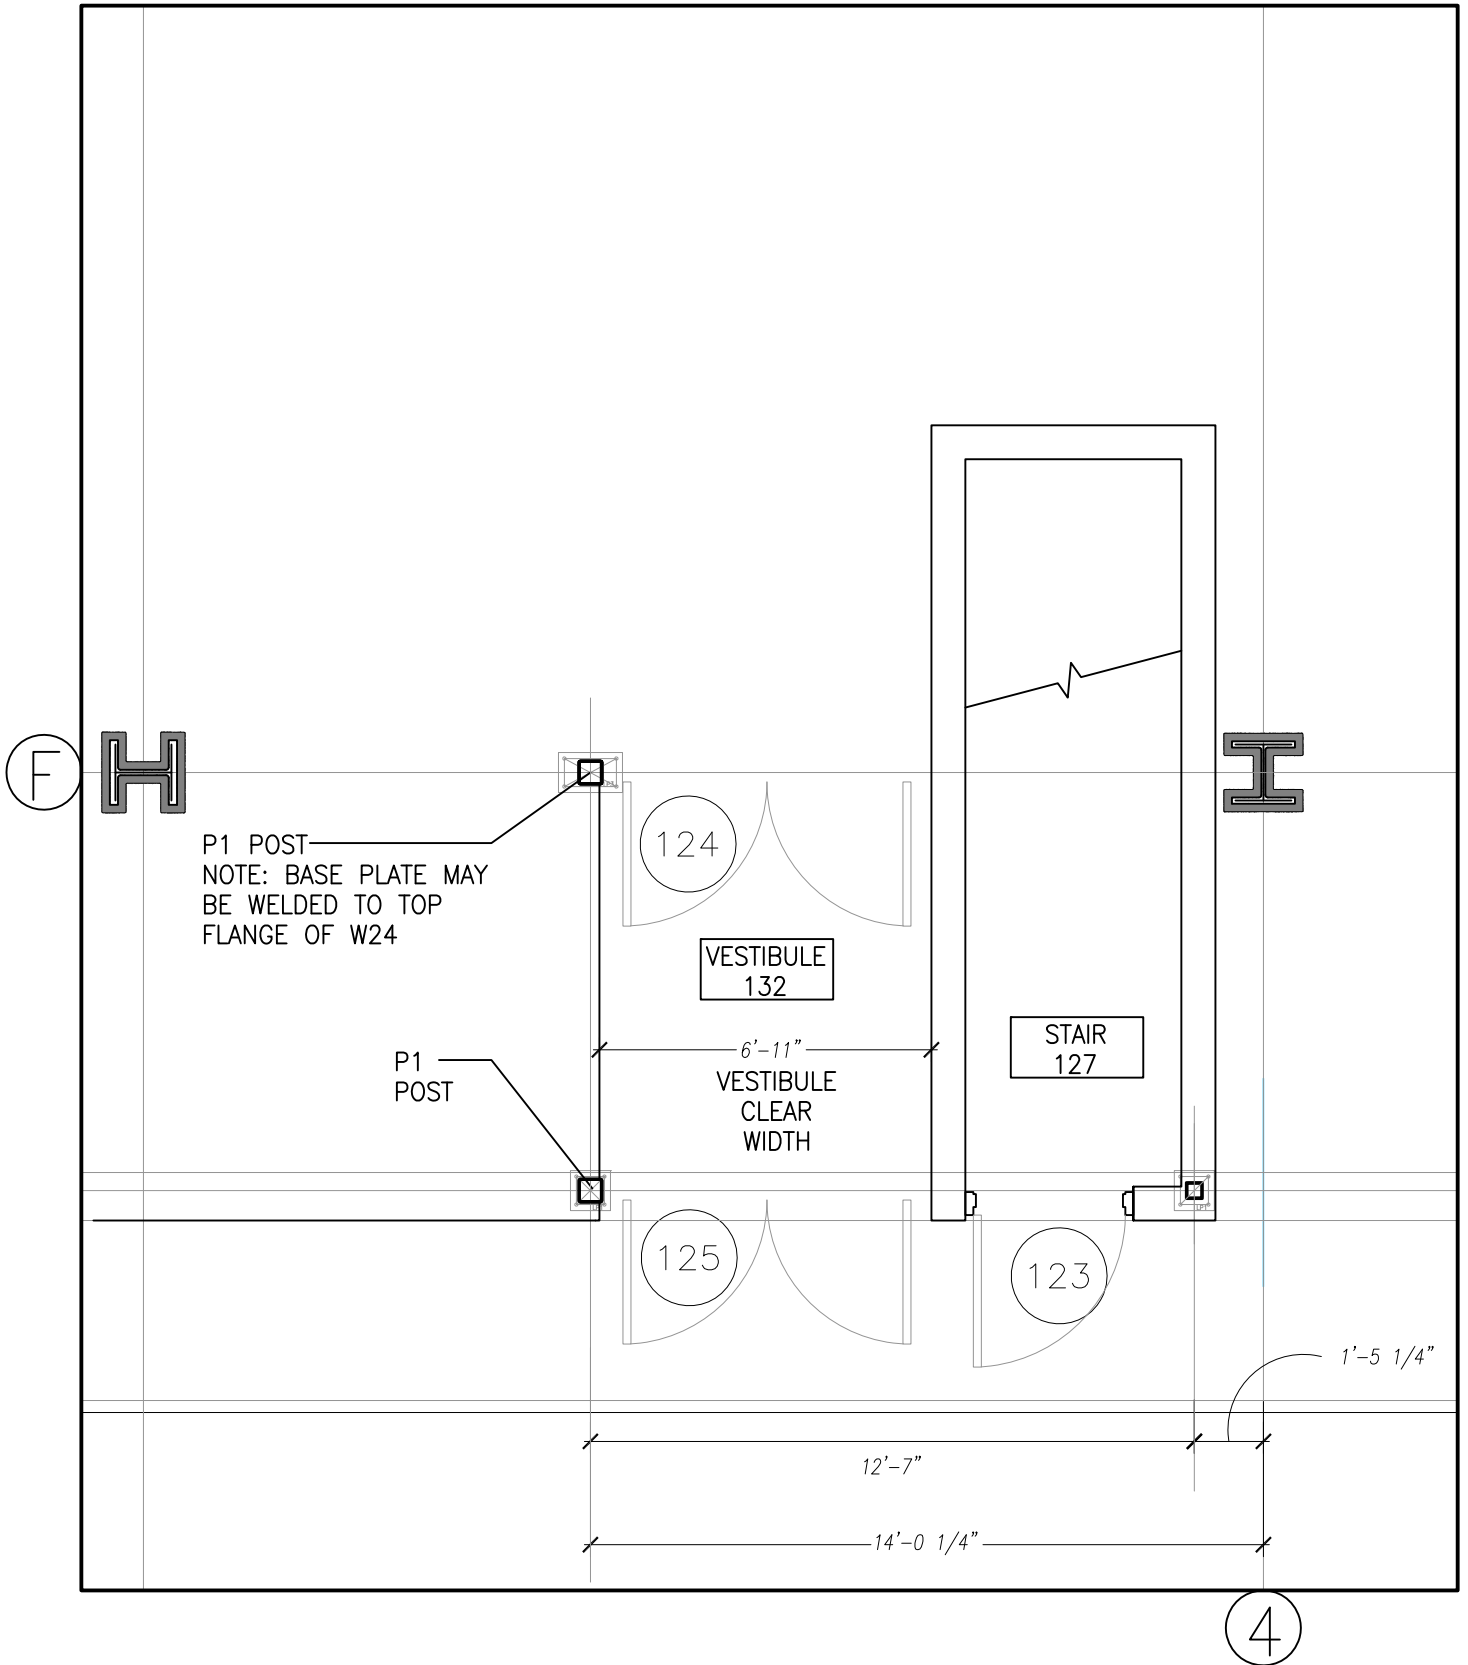 F
P1 POST
NOTE: BASE PLATE MAY
BE WELDED TO TOP
FLANGE OF W24
124
VESTIBULE
132
6'-11"
VESTIBULE
CLEAR
WIDTH
STAIR
127
P1
POST
125
123
1'-5 1/4"
12'-7"
14'-0 1/4"
4